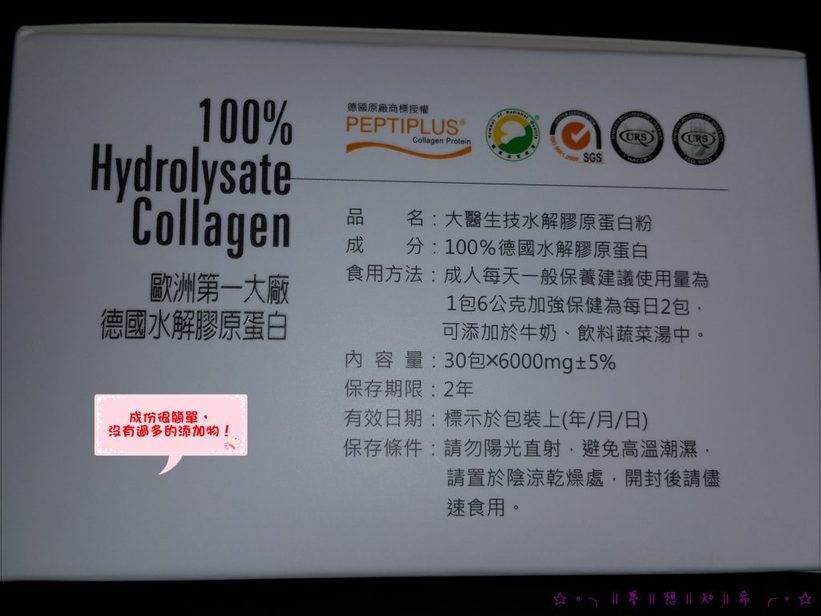 100%
Hydrolysate
Collagen
歐洲第一大廠
德國水解膠原蛋白
德國原廠商標授權
PEPTIPLUS®
Collagen Protein
SGS
URS
URS
品 名：大醫生技水解膠原蛋白粉
成 分：100%德國水解膠原蛋白
食用方法：成人每天一般保養建議使用量為
1包6公克加強保健為每日2包，
可添加於牛奶、飲料蔬菜湯中。
內 容 量：30包×6000mg±5%
保存期限：2年
有效日期：標示於包裝上(年/月/日)
保存條件：請勿陽光直射，避免高溫潮濕，
請置於陰涼乾燥處，開封後請儘
速食用。
成份很簡單，
沒有過多的添加物！
夢 想 知 希